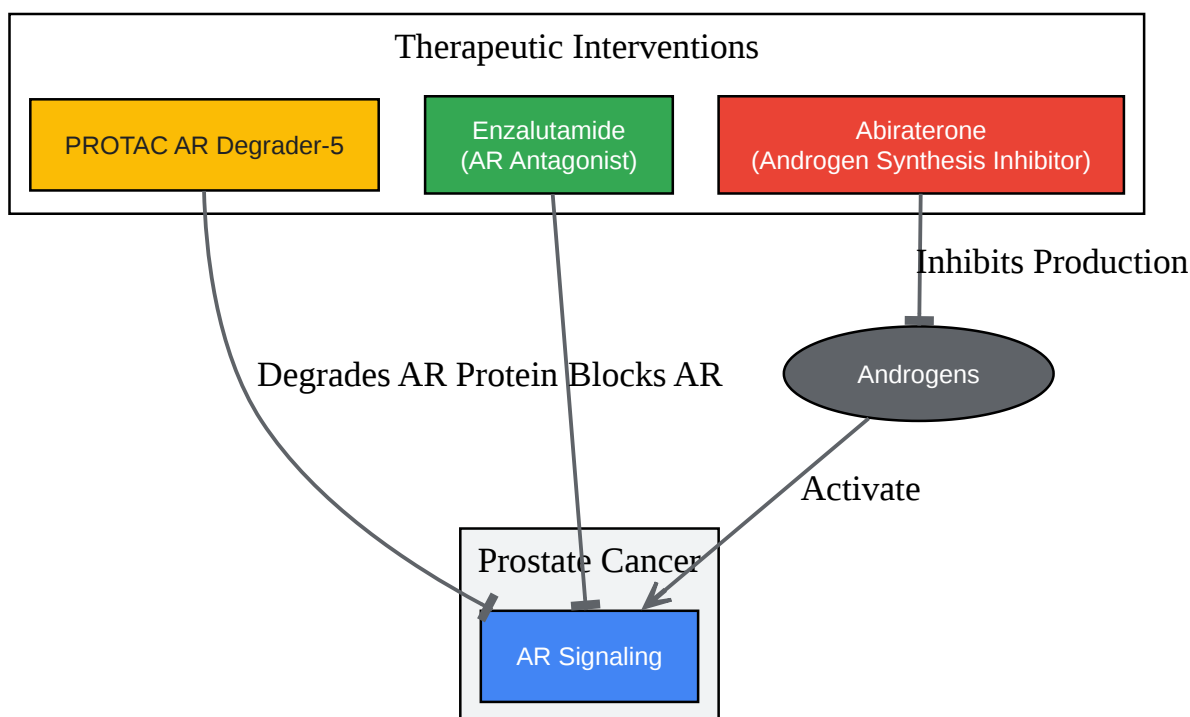 Therapeutic Interventions
PROTAC AR Degrader-5
Enzalutamide
(AR Antagonist)
Abiraterone
(Androgen Synthesis Inhibitor)
Inhibits Production
Degrades AR Protein
Blocks AR
Androgens
Activate
Prostate Cancer
AR Signaling